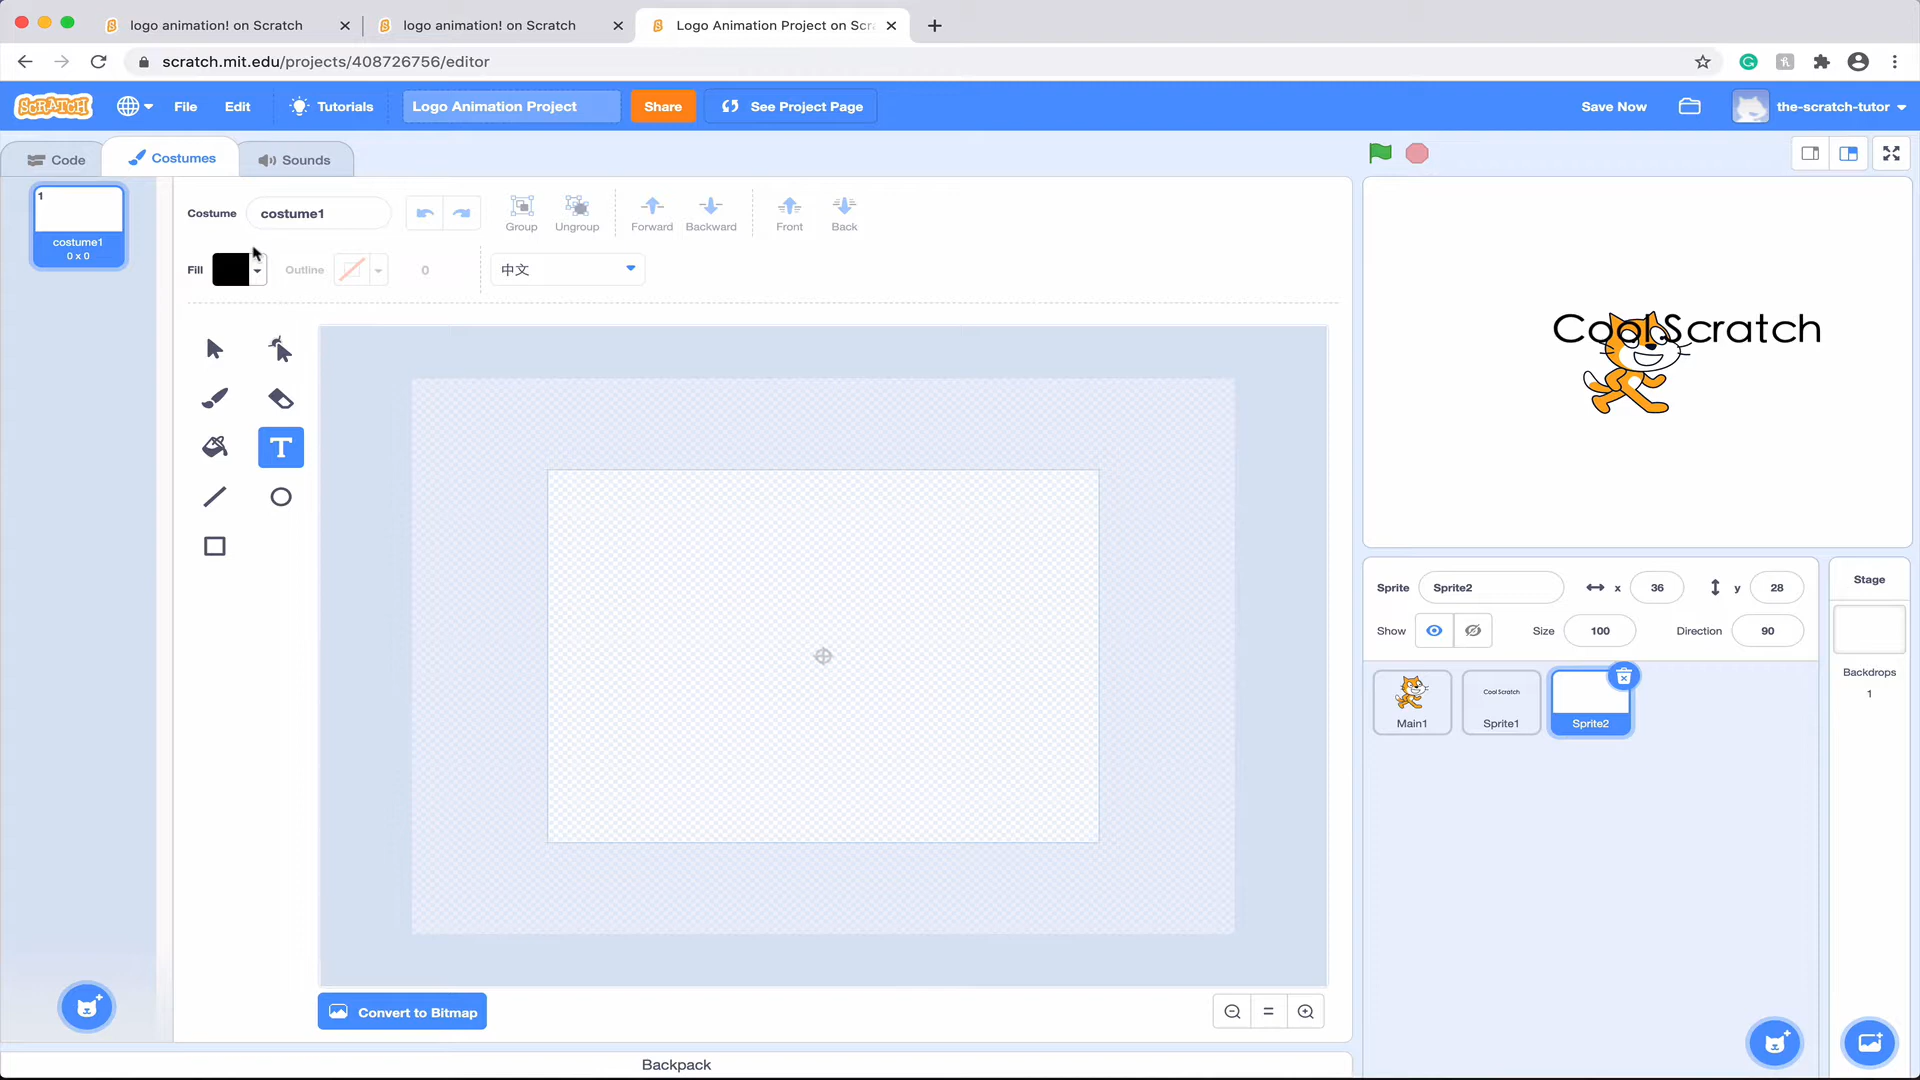 logo animation! on Scratch
logo animation! on Scratch
Logo Animation Project on Scra
scratch.mit.edu/projects/408726756/editor
SCRATCH
File
Edit
Tutorials
Logo Animation Project
Share
See Project Page
Save Now
the-scratch-tutor
Code
Costumes
Sounds
1
costume1
0 x 0
Costume
costume1
Group
Ungroup
Forward
Backward
Front
Back
Fill
Outline
0
中文
T
Convert to Bitmap
Backpack
Cool Scratch
Sprite
Sprite2
x
36
y
28
Show
Size
100
Direction
90
Main1
Cool Scratch
Sprite1
Sprite2
Stage
Backdrops
1